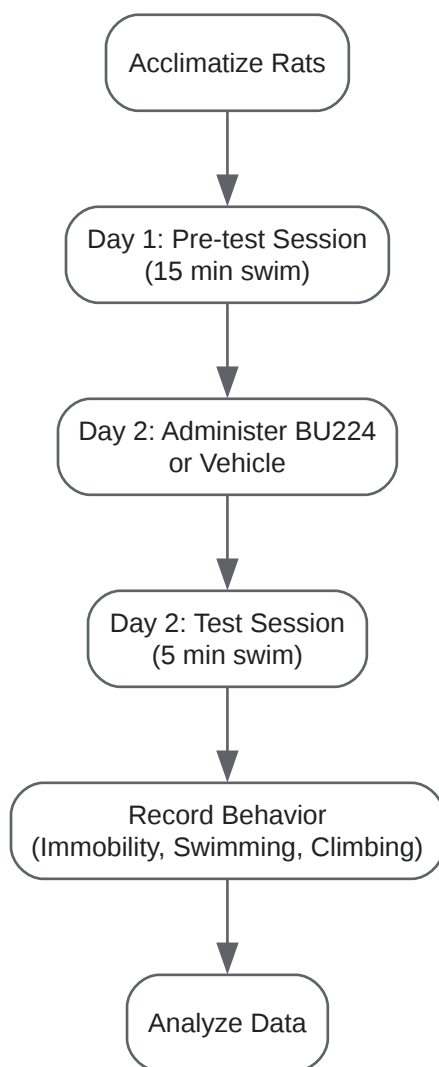 Acclimatize Rats
Day 1: Pre-test Session
(15 min swim)
Day 2: Administer BU224
or Vehicle
Day 2: Test Session
(5 min swim)
Record Behavior
(Immobility, Swimming, Climbing)
Analyze Data